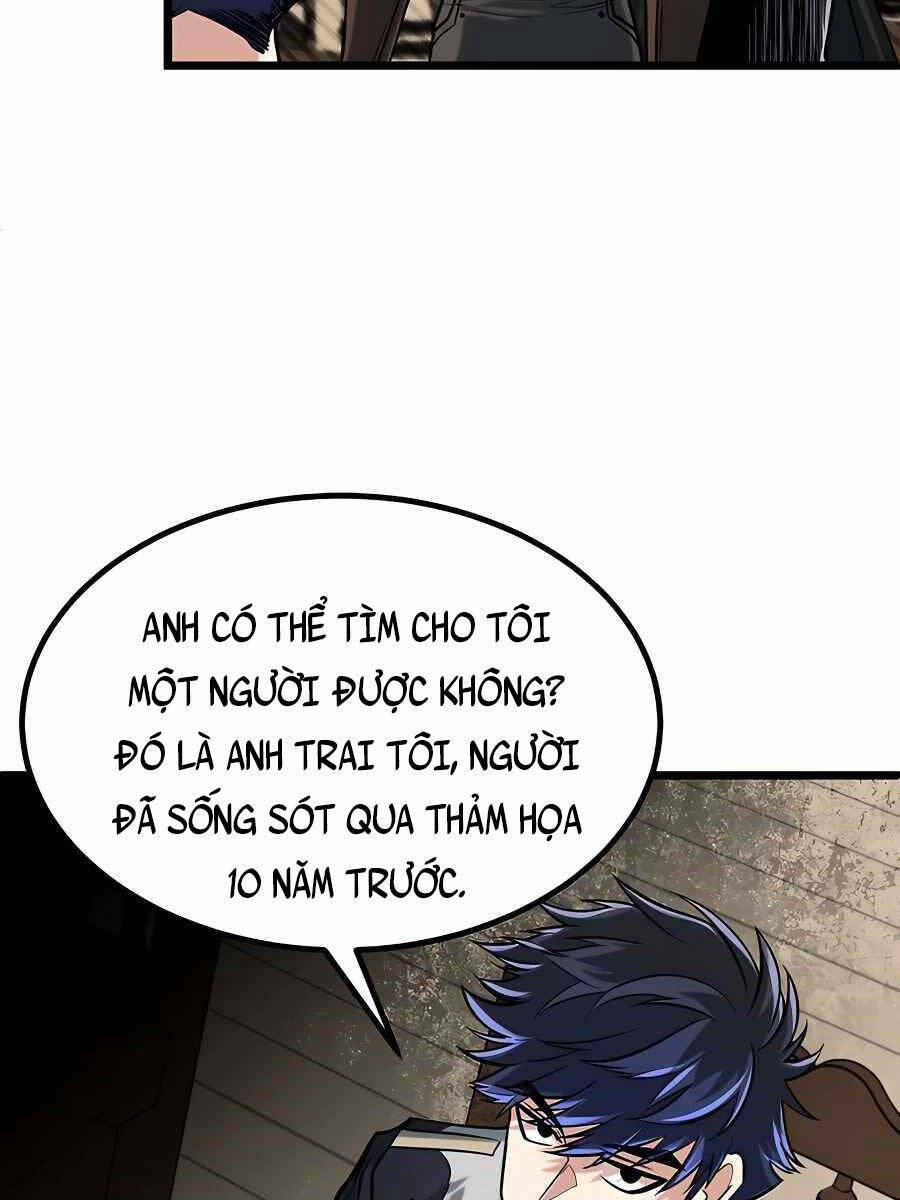 ANH CÓ THỂ TÌM CHO TÔI
MỘT NGƯỜI ĐƯỢC KHÔNG?
ĐÓ LÀ ANH TRAI TÔI, NGƯỜI
ĐÃ SỐNG SÓT QUA THẢM HỌA
10 NĂM TRƯỚC.